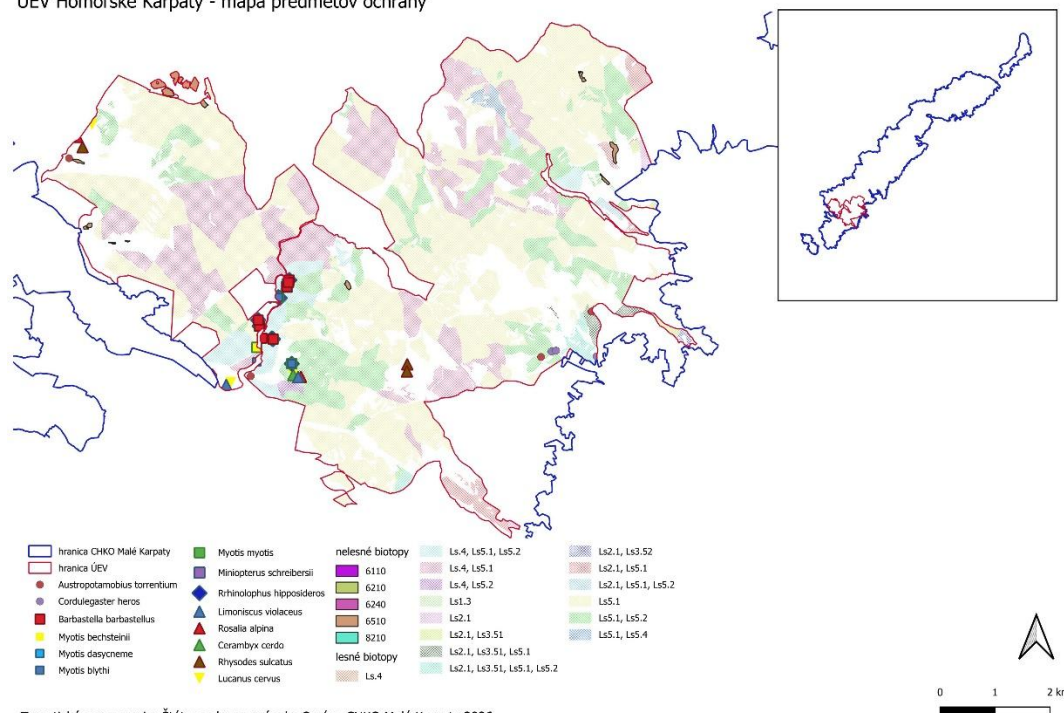 ÚEV Homoľské Karpaty - mapa predmetov ochrany
hranica CHKO Malé Karpaty
hranica ÚEV
Austropotamobius torrentium
Cordulegaster heros
Barbastella barbastellus
Myotis bechsteinii
Myotis dasycneme
Myotis blythi
Myotis myotis
Miniopterus schreibersii
Rhinolophus hipposideros
Limoniscus violaceus
Rosalia alpina
Cerambyx cerdo
Rhysodes sulcatus
Lucanus cervus
nelesné biotopy
6110
6210
6240
6510
8210
lesné biotopy
Ls.4
Ls.4, Ls5.1, Ls5.2
Ls.4, Ls5.1
Ls.4, Ls5.2
Ls1.3
Ls2.1
Ls2.1, Ls3.51
Ls2.1, Ls3.51, Ls5.1
Ls2.1, Ls3.51, Ls5.1, Ls5.2
Ls2.1, Ls3.52
Ls2.1, Ls5.1
Ls2.1, Ls5.1, Ls5.2
Ls5.1
Ls5.1, Ls5.2
Ls5.1, Ls5.4
0 1 2 km